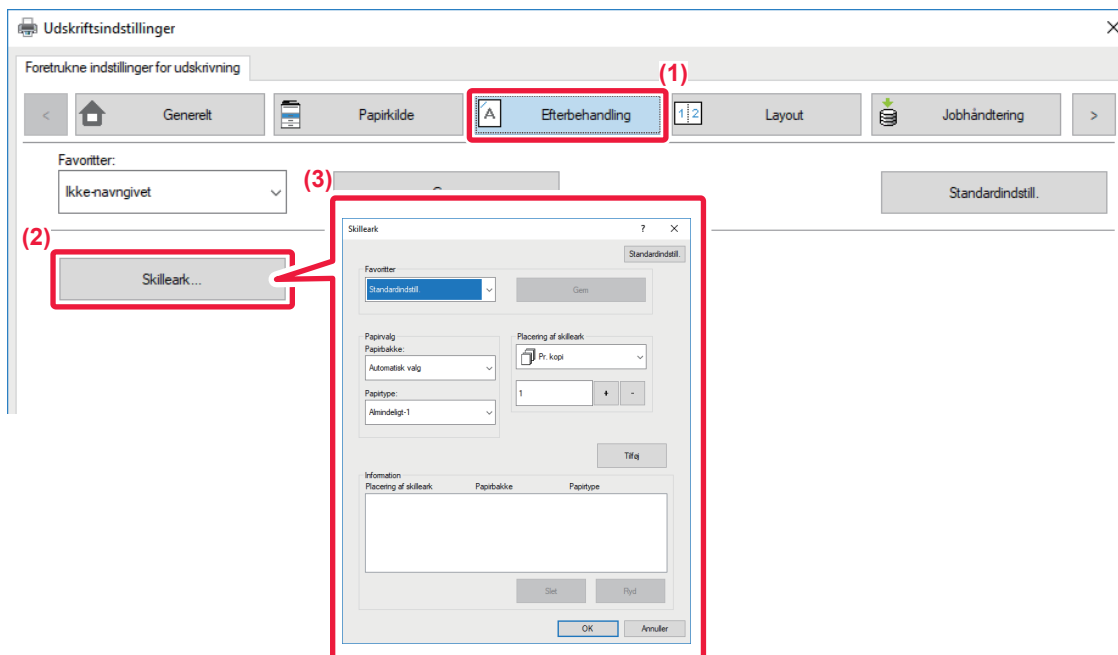 Udskriftsindstillinger
Foretrukne indstillinger for udskrivning
(1)
< Generelt Papirkilde A Efterbehandling 1 2 Layout Jobhåndtering >
Favoritter:
Ikke-navngivet
Standardindstill.
(3)
(2)
Skilleark...
Skilleark ?
Standardindstill.
Favoritter
Standardindstill. Gem
Papirvalg Placering af skilleark
Papirbakke: Pr. kopi
Automatisk valg
Papirtype: 1 + -
Almindeligt-1
Tilføj
Information
Placering af skilleark Papirbakke Papirtype
Slet Ryd
OK Annuller